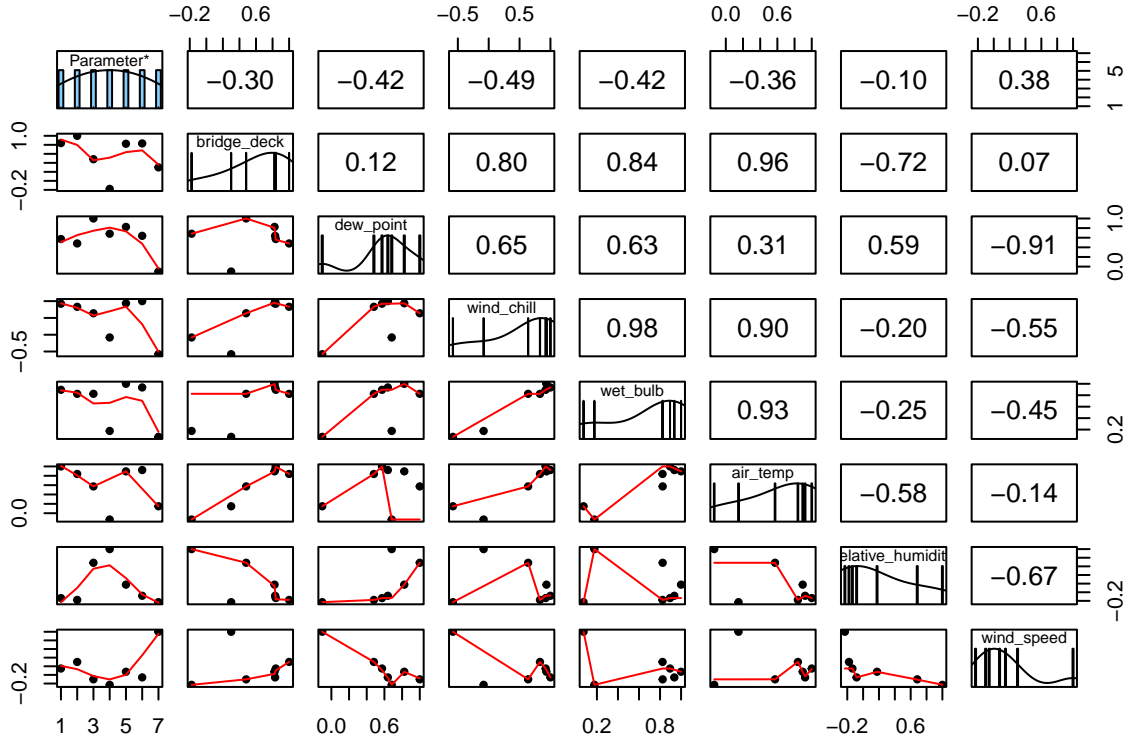 −0.2 0.6 −0.5 0.5 0.0 0.6 −0.2 0.6
Parameter* −0.30 −0.42 −0.49 −0.42 −0.36 −0.10 0.38 1 5
−0.2 1.0 bridge_deck 0.12 0.80 0.84 0.96 −0.72 0.07
dew_point 0.65 0.63 0.31 0.59 −0.91 0.0 1.0
−0.5 wind_chill 0.98 0.90 −0.20 −0.55
wet_bulb 0.93 −0.25 −0.45 0.2
0.0 air_temp −0.58 −0.14
elative_humidit −0.67 −0.2
−0.2 wind_speed
1 3 5 7 0.0 0.6 0.2 0.8 −0.2 0.6